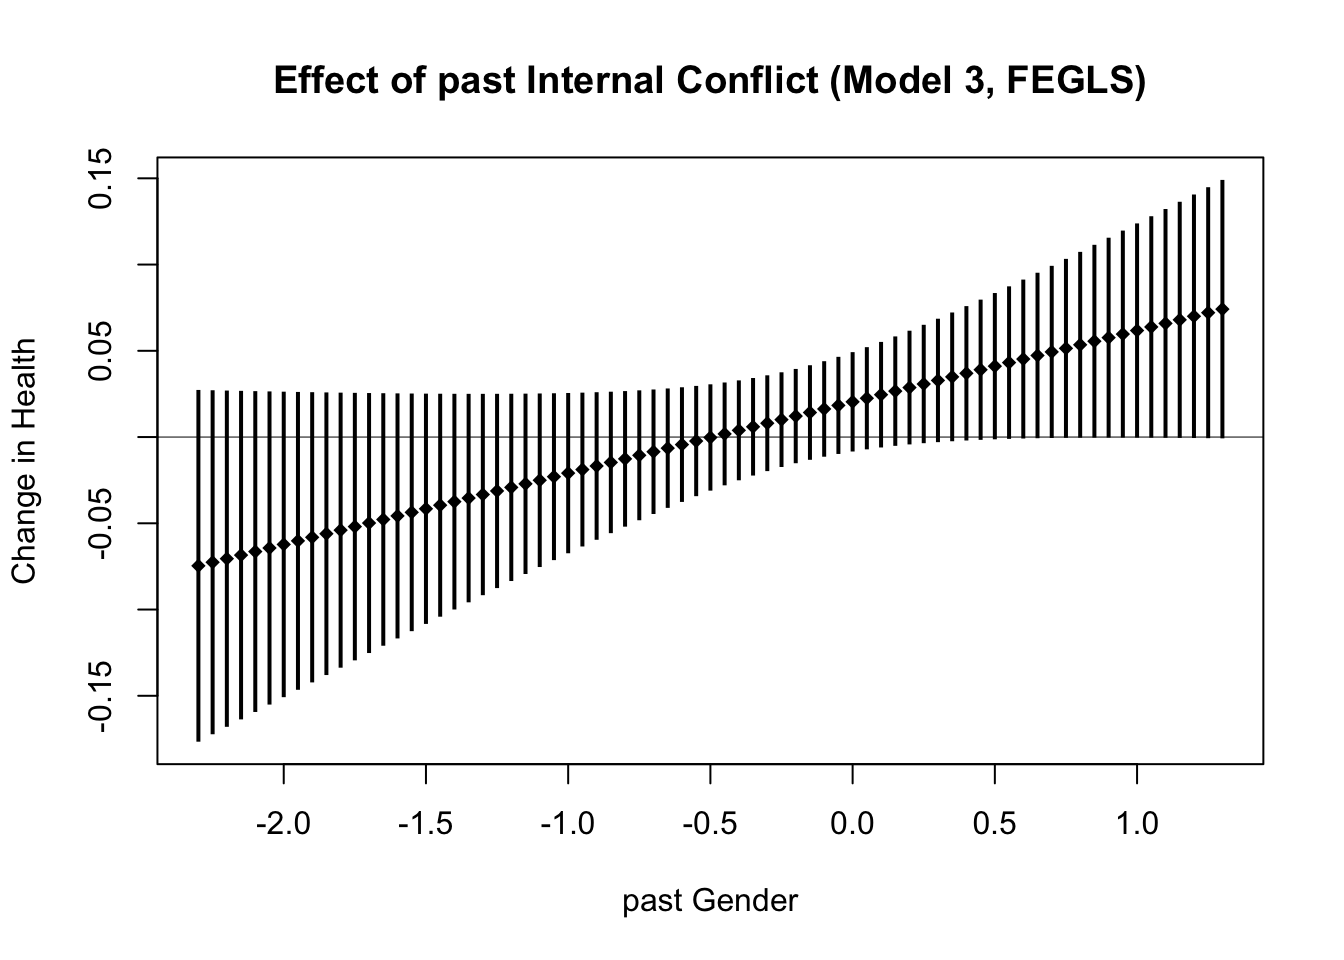 Effect of past Internal Conflict (Model 3, FEGLS)
Change in Health
0.15
0.05
-0.05
-0.15
-2.0 -1.5 -1.0 -0.5 0.0 0.5 1.0
past Gender